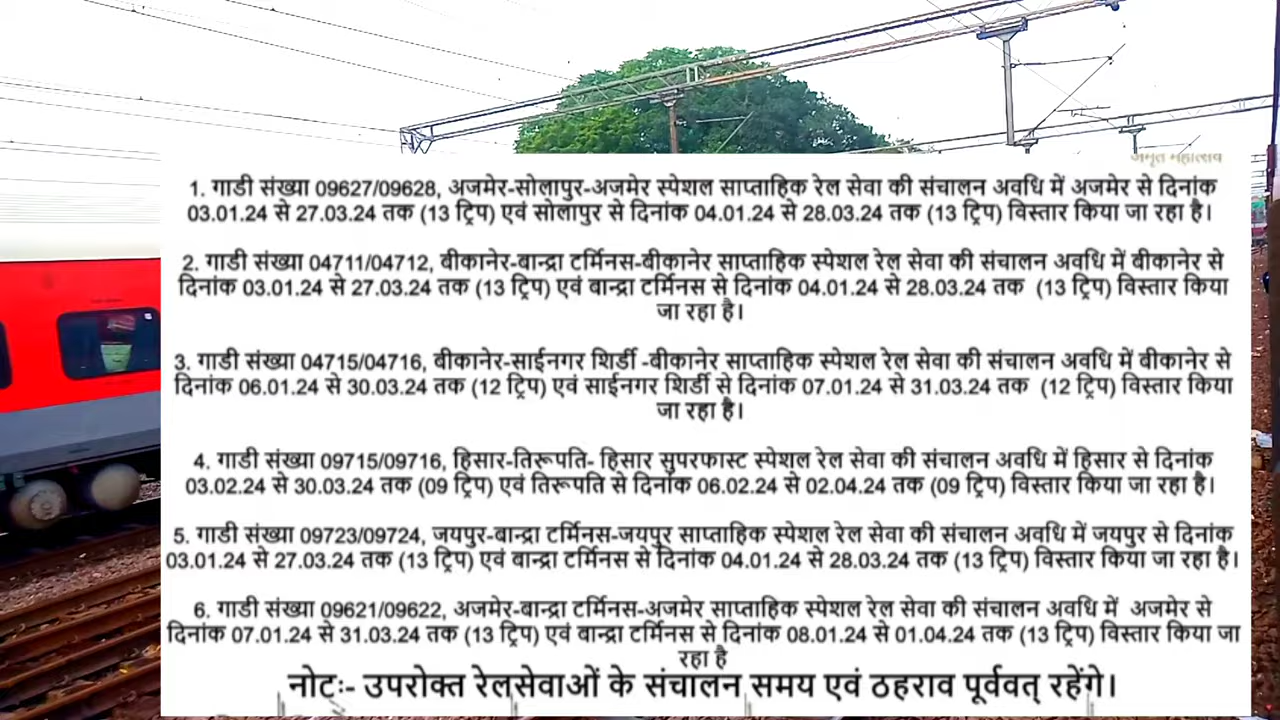 अमृत महोत्सव
1. गाडी संख्या 09627/09628, अजमेर-सोलापुर-अजमेर स्पेशल साप्ताहिक रेल सेवा की संचालन अवधि में अजमेर से दिनांक
03.01.24 से 27.03.24 तक (13 ट्रिप) एवं सोलापुर से दिनांक 04.01.24 से 28.03.24 तक (13 ट्रिप) विस्तार किया जा रहा है।
2. गाडी संख्या 04711/04712, बीकानेर-बान्द्रा टर्मिनस-बीकानेर साप्ताहिक स्पेशल रेल सेवा की संचालन अवधि में बीकानेर से
दिनांक 03.01.24 से 27.03.24 तक (13 ट्रिप) एवं बान्द्रा टर्मिनस से दिनांक 04.01.24 से 28.03.24 तक (13 ट्रिप) विस्तार किया
जा रहा है।
3. गाडी संख्या 04715/04716, बीकानेर-साईनगर शिर्डी -बीकानेर साप्ताहिक स्पेशल रेल सेवा की संचालन अवधि में बीकानेर से
दिनांक 06.01.24 से 30.03.24 तक (12 ट्रिप) एवं साईनगर शिर्डी से दिनांक 07.01.24 से 31.03.24 तक (12 ट्रिप) विस्तार किया
जा रहा है।
4. गाडी संख्या 09715/09716, हिसार-तिरूपति- हिसार सुपरफास्ट स्पेशल रेल सेवा की संचालन अवधि में हिसार से दिनांक
03.02.24 से 30.03.24 तक (09 ट्रिप) एवं तिरूपति से दिनांक 06.02.24 से 02.04.24 तक (09 ट्रिप) विस्तार किया जा रहा है।
5. गाडी संख्या 09723/09724, जयपुर-बान्द्रा टर्मिनस-जयपुर साप्ताहिक स्पेशल रेल सेवा की संचालन अवधि में जयपुर से दिनांक
03.01.24 से 27.03.24 तक (13 ट्रिप) एवं बान्द्रा टर्मिनस से दिनांक 04.01.24 से 28.03.24 तक (13 ट्रिप) विस्तार किया जा रहा है।
6. गाडी संख्या 09621/09622, अजमेर-बान्द्रा टर्मिनस-अजमेर साप्ताहिक स्पेशल रेल सेवा की संचालन अवधि में अजमेर से
दिनांक 07.01.24 से 31.03.24 तक (13 ट्रिप) एवं बान्द्रा टर्मिनस से दिनांक 08.01.24 से 01.04.24 तक (13 ट्रिप) विस्तार किया जा
रहा है
नोटः- उपरोक्त रेलसेवाओं के संचालन समय एवं ठहराव पूर्ववत् रहेंगे।